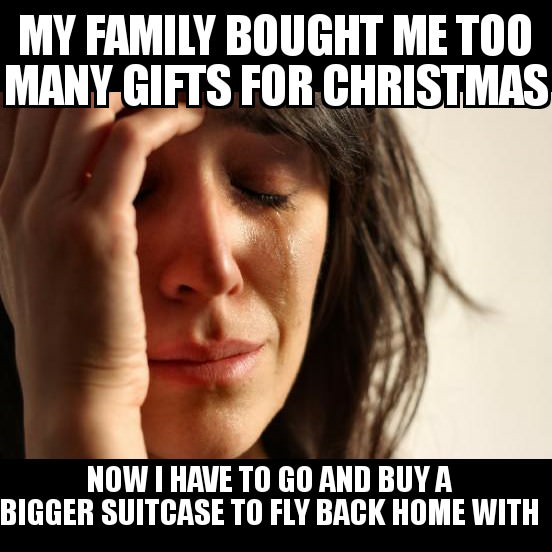 MY FAMILY BOUGHT ME TOO
MANY GIFTS FOR CHRISTMAS
NOW I HAVE TO GO AND BUY A
BIGGER SUITCASE TO FLY BACK HOME WITH